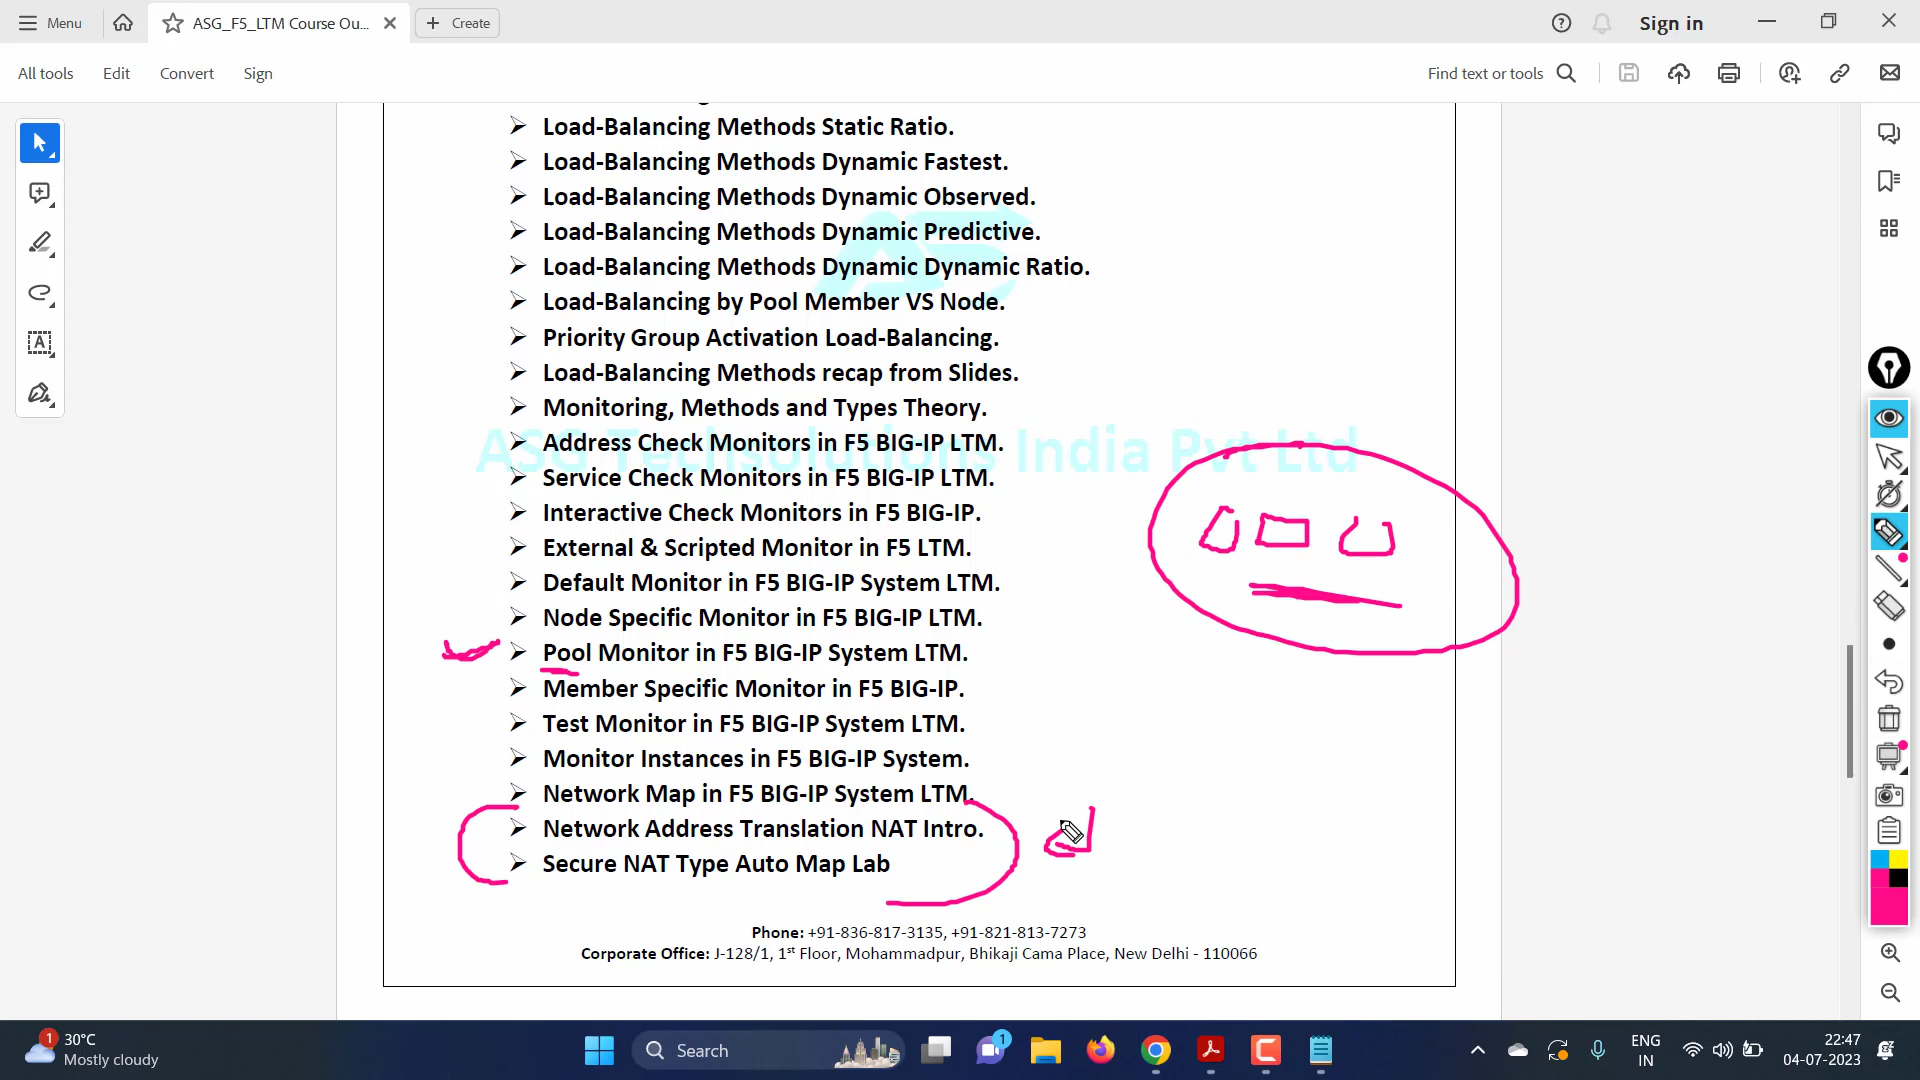 Menu
ASG_F5_LTM Course Ou...
Create
Sign in
All tools
Edit
Convert
Sign
Find text or tools
Load-Balancing Methods Static Ratio.
Load-Balancing Methods Dynamic Fastest.
Load-Balancing Methods Dynamic Observed.
Load-Balancing Methods Dynamic Predictive.
Load-Balancing Methods Dynamic Dynamic Ratio.
Load-Balancing by Pool Member VS Node.
Priority Group Activation Load-Balancing.
Load-Balancing Methods recap from Slides.
Monitoring, Methods and Types Theory.
ASG Techsolutions India Pvt Ltd
Address Check Monitors in F5 BIG-IP LTM.
Service Check Monitors in F5 BIG-IP LTM.
Interactive Check Monitors in F5 BIG-IP.
External & Scripted Monitor in F5 LTM.
Default Monitor in F5 BIG-IP System LTM.
Node Specific Monitor in F5 BIG-IP LTM.
Pool Monitor in F5 BIG-IP System LTM.
Member Specific Monitor in F5 BIG-IP.
Test Monitor in F5 BIG-IP System LTM.
Monitor Instances in F5 BIG-IP System.
Network Map in F5 BIG-IP System LTM.
Network Address Translation NAT Intro.
Secure NAT Type Auto Map Lab
Phone: +91-836-817-3135, +91-821-813-7273
Corporate Office: J-128/1, 1st Floor, Mohammadpur, Bhikaji Cama Place, New Delhi - 110066
1
30°C
Mostly cloudy
Search
1
ENG
IN
22:47
04-07-2023